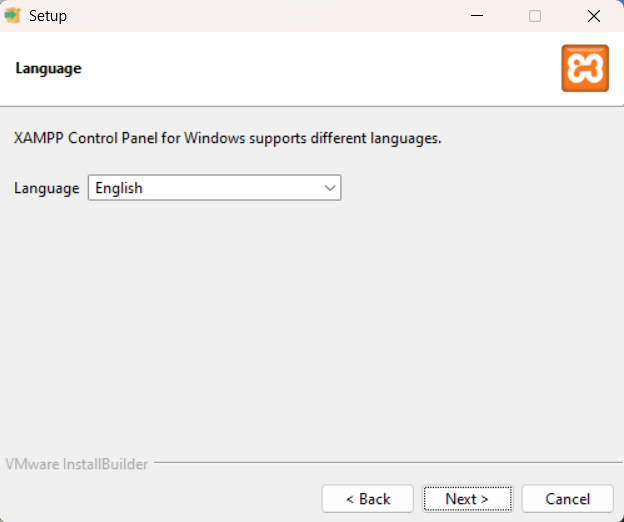 Setup
Language
XAMPP Control Panel for Windows supports different languages.
Language English
VMware InstallBuilder
< Back Next > Cancel